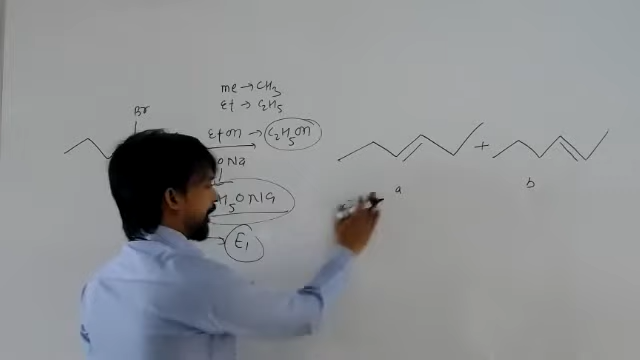 me → CH3
Et → C2H5
Br
EtOH → C2H5OH
ONa
H5ONa
→ E1
+
a b